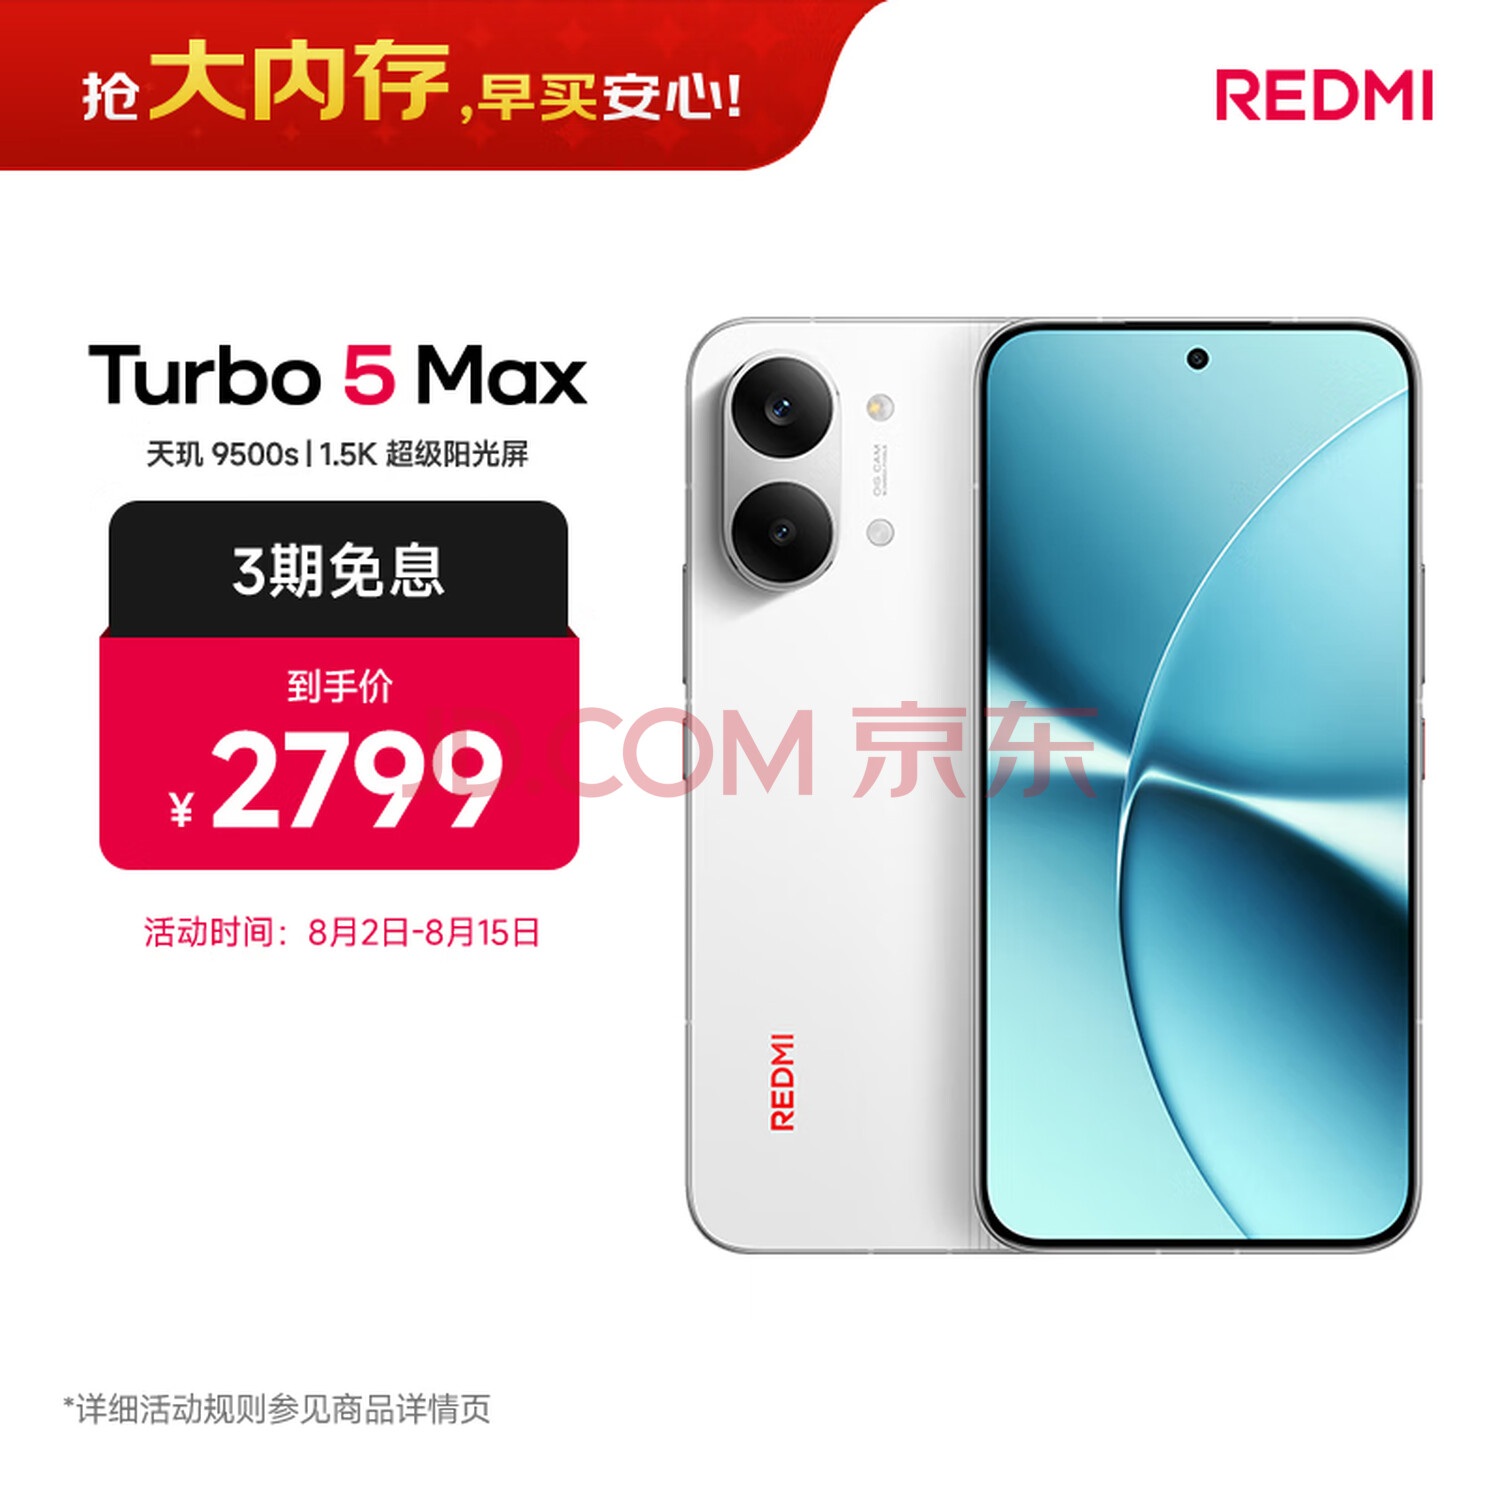 抢大内存,早买安心!
REDMI
Turbo 5 Max
天玑 9500s | 1.5K 超级阳光屏
3期免息
到手价
¥2799
活动时间：8月2日-8月15日
OG CAM
REDMI
JD.COM 京东
*详细活动规则参见商品详情页